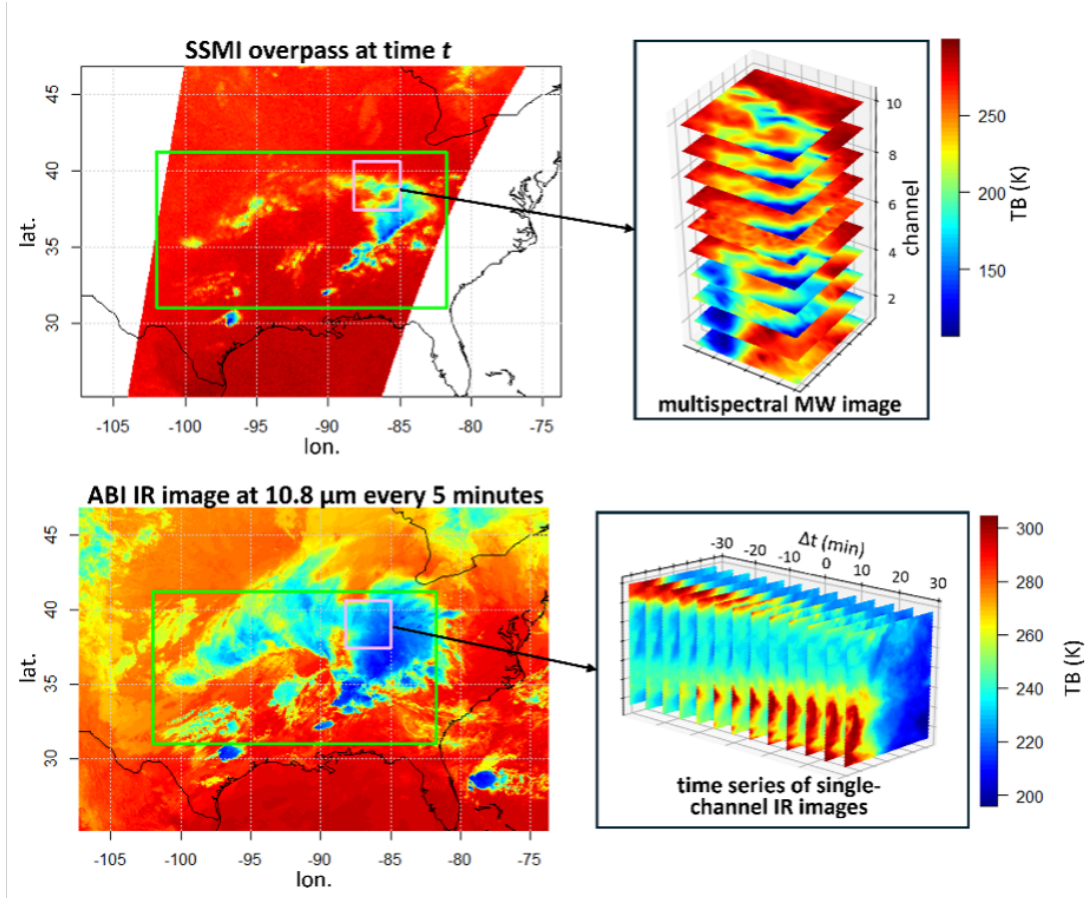 SSMI overpass at time t
45
40
35
30
lat.
-105 -100 -95 -90 -85 -80 -75
lon.
10
8
6
4
2
channel
multispectral MW image
250
200
150
TB (K)
ABI IR image at 10.8 µm every 5 minutes
45
40
35
30
lat.
-105 -100 -95 -90 -85 -80 -75
lon.
Δt (min)
-30 -20 -10 0 10 20 30
time series of single-
channel IR images
300
280
260
240
220
200
TB (K)